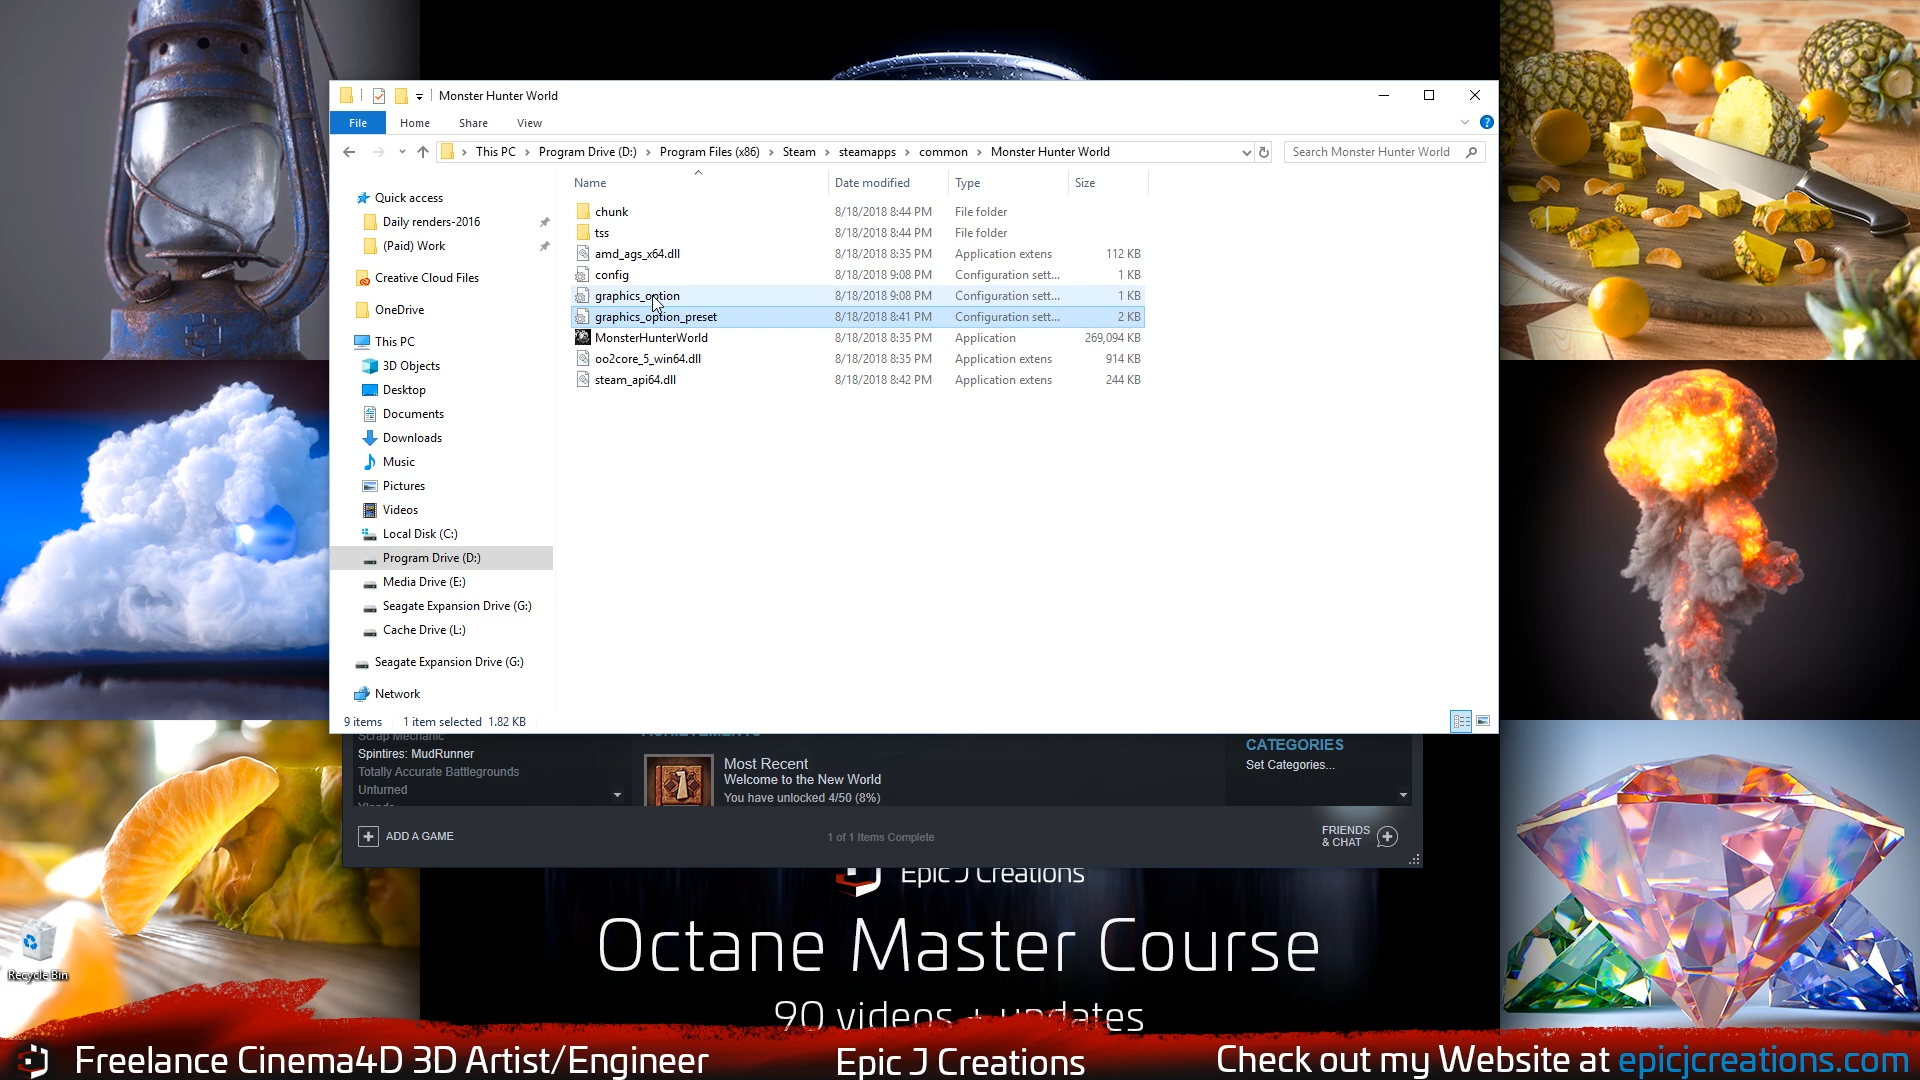 Monster Hunter World
File Home Share View
This PC Program Drive (D:) Program Files (x86) Steam steamapps common Monster Hunter World
Search Monster Hunter World
Quick access
Daily renders-2016
(Paid) Work
Creative Cloud Files
OneDrive
This PC
3D Objects
Desktop
Documents
Downloads
Music
Pictures
Videos
Local Disk (C:)
Program Drive (D:)
Media Drive (E:)
Seagate Expansion Drive (G:)
Cache Drive (L:)
Seagate Expansion Drive (G:)
Network
Name Date modified Type Size
chunk 8/18/2018 8:44 PM File folder
tss 8/18/2018 8:44 PM File folder
amd_ags_x64.dll 8/18/2018 8:35 PM Application extens 112 KB
config 8/18/2018 9:08 PM Configuration sett... 1 KB
graphics_option 8/18/2018 9:08 PM Configuration sett... 1 KB
graphics_option_preset 8/18/2018 8:41 PM Configuration sett... 2 KB
MonsterHunterWorld 8/18/2018 8:35 PM Application 269,094 KB
oo2core_5_win64.dll 8/18/2018 8:35 PM Application extens 914 KB
steam_api64.dll 8/18/2018 8:42 PM Application extens 244 KB
9 items 1 item selected 1.82 KB
Scrap Mechanic
Spintires: MudRunner
Totally Accurate Battlegrounds
Unturned
ACHIEVEMENTS
Most Recent
Welcome to the New World
You have unlocked 4/50 (8%)
CATEGORIES
Set Categories...
ADD A GAME
1 of 1 Items Complete
FRIENDS
& CHAT
Epic J Creations
Octane Master Course
90 videos + updates
Recycle Bin
Freelance Cinema4D 3D Artist/Engineer
Epic J Creations
Check out my Website at epicjcreations.com